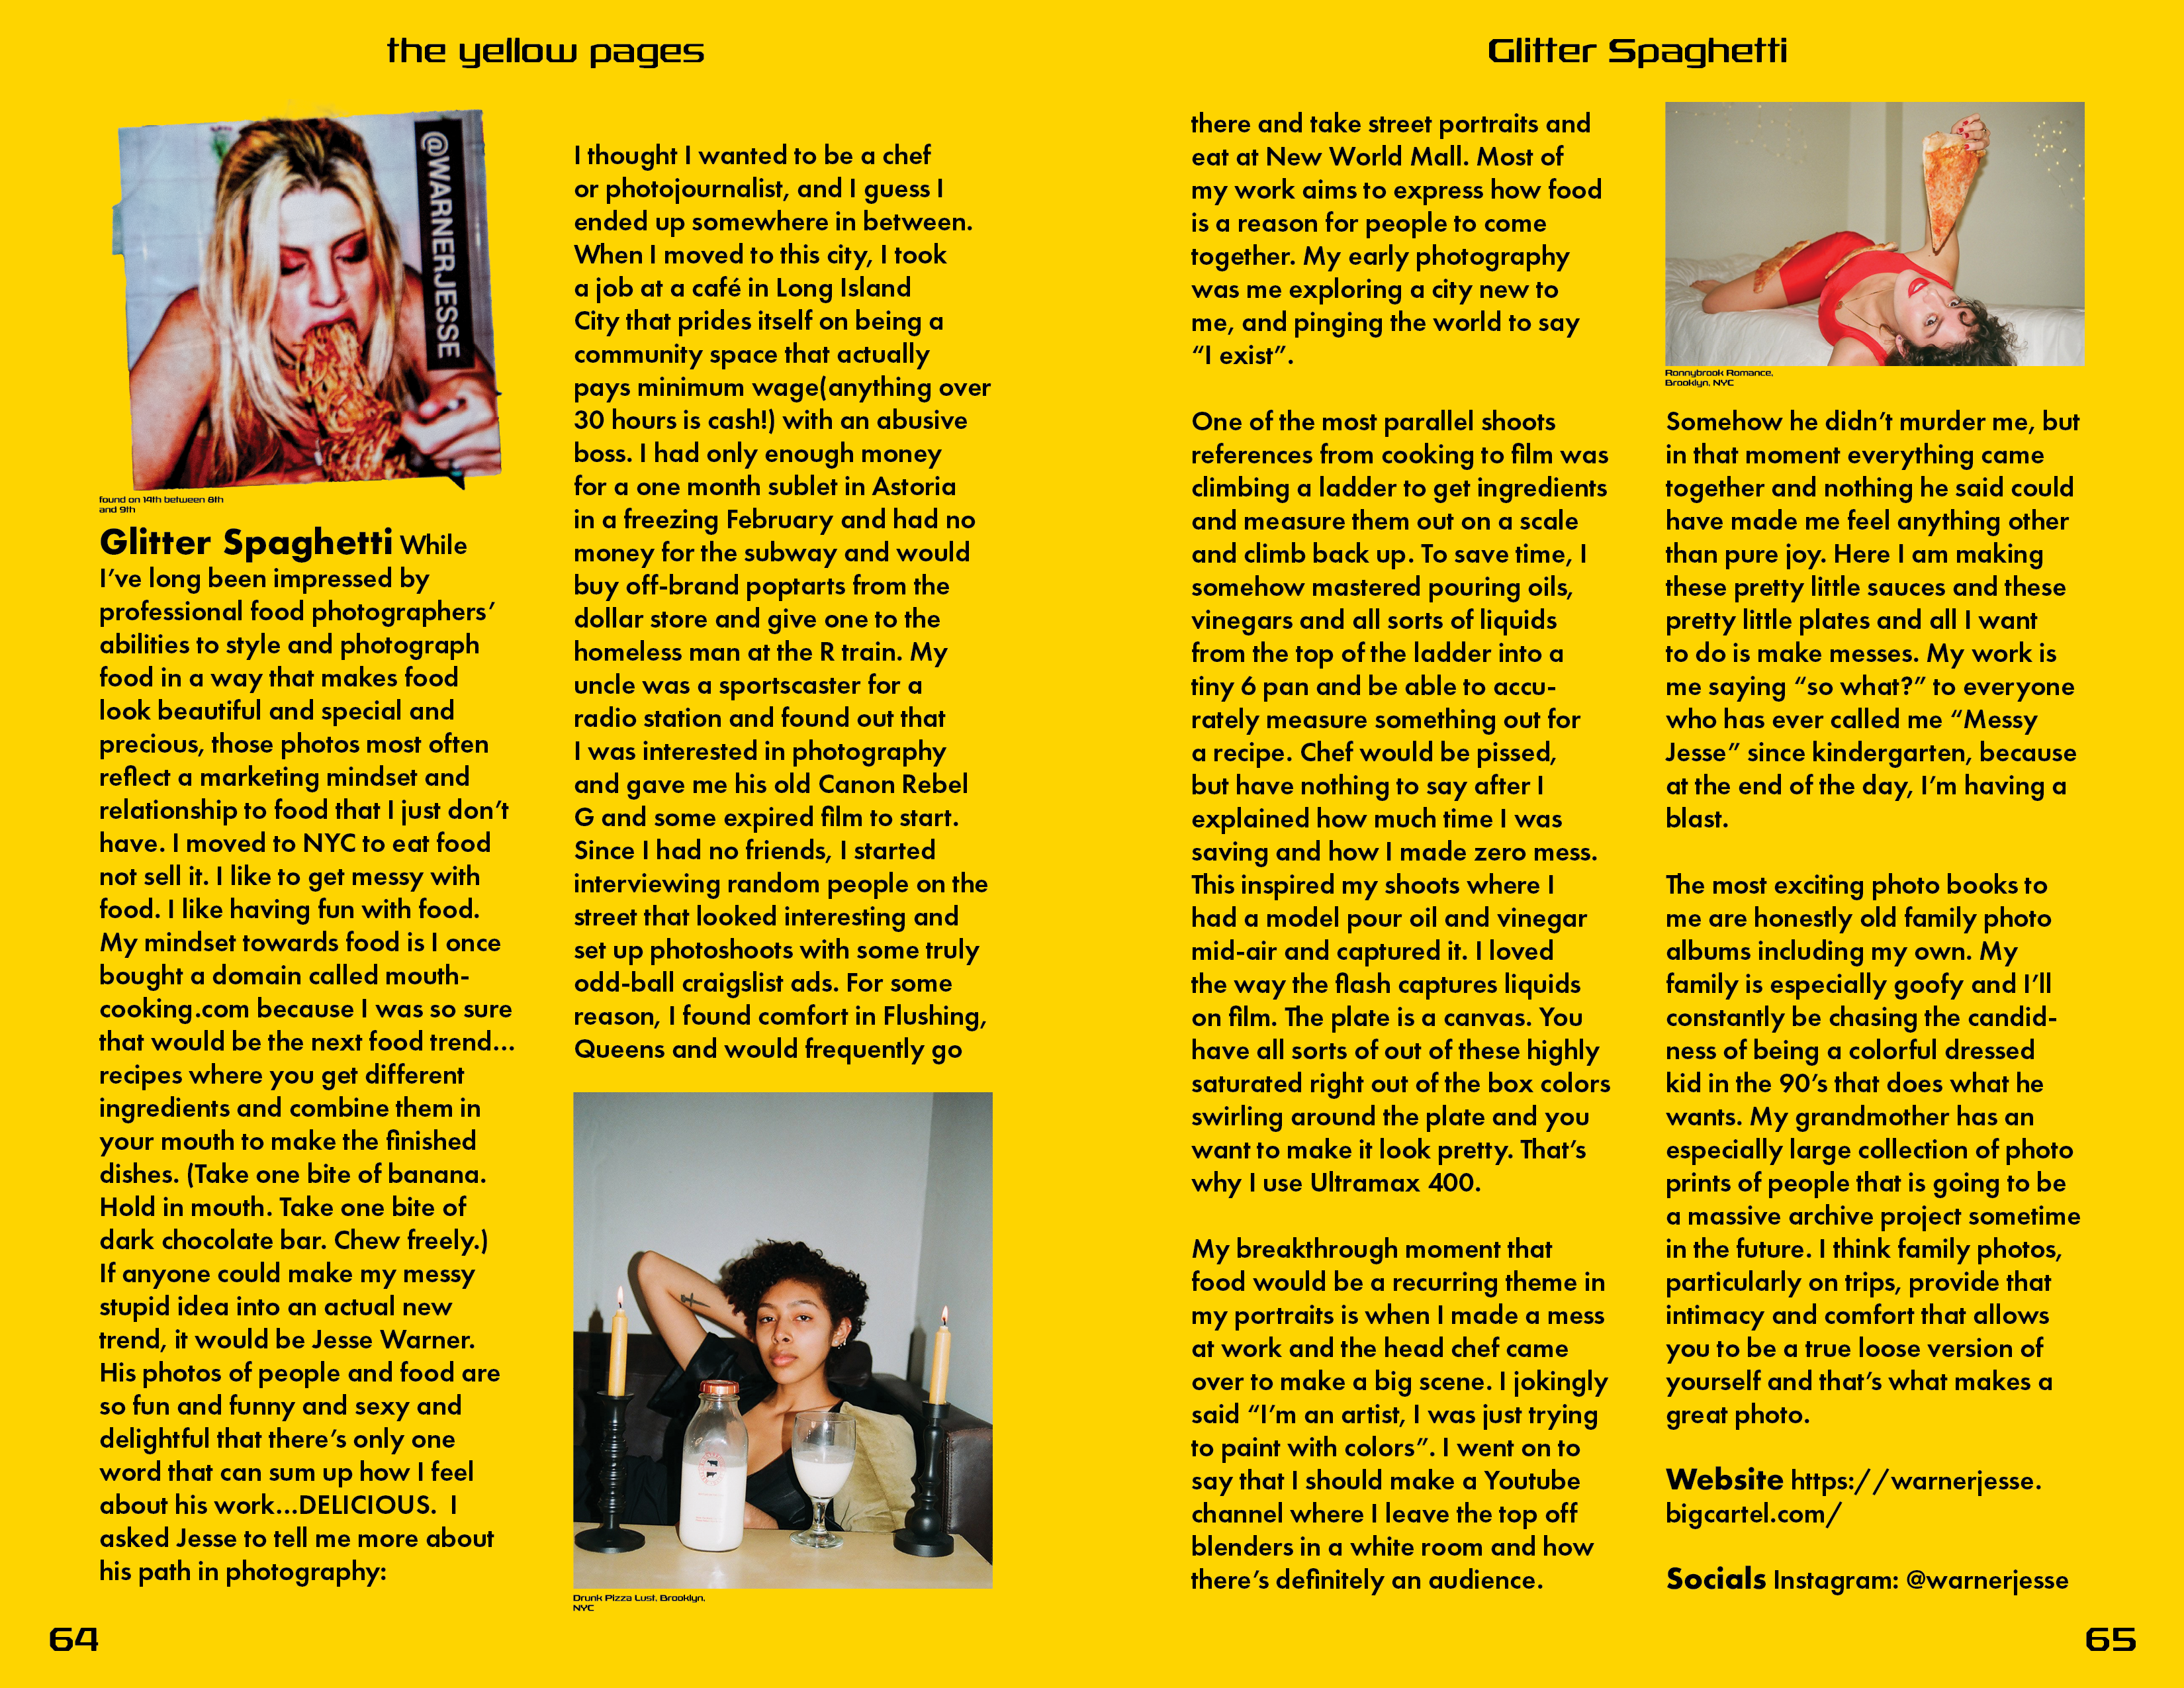 the yellow pages
@WARNERJESSE
found on 14th between 8th
and 9th
Glitter Spaghetti While
I’ve long been impressed by
professional food photographers’
abilities to style and photograph
food in a way that makes food
look beautiful and special and
precious, those photos most often
reflect a marketing mindset and
relationship to food that I just don’t
have. I moved to NYC to eat food
not sell it. I like to get messy with
food. I like having fun with food.
My mindset towards food is I once
bought a domain called mouth-
cooking.com because I was so sure
that would be the next food trend...
recipes where you get different
ingredients and combine them in
your mouth to make the finished
dishes. (Take one bite of banana.
Hold in mouth. Take one bite of
dark chocolate bar. Chew freely.)
If anyone could make my messy
stupid idea into an actual new
trend, it would be Jesse Warner.
His photos of people and food are
so fun and funny and sexy and
delightful that there’s only one
word that can sum up how I feel
about his work...DELICIOUS.  I
asked Jesse to tell me more about
his path in photography:
I thought I wanted to be a chef
or photojournalist, and I guess I
ended up somewhere in between.
When I moved to this city, I took
a job at a café in Long Island
City that prides itself on being a
community space that actually
pays minimum wage(anything over
30 hours is cash!) with an abusive
boss. I had only enough money
for a one month sublet in Astoria
in a freezing February and had no
money for the subway and would
buy off-brand poptarts from the
dollar store and give one to the
homeless man at the R train. My
uncle was a sportscaster for a
radio station and found out that
I was interested in photography
and gave me his old Canon Rebel
G and some expired film to start.
Since I had no friends, I started
interviewing random people on the
street that looked interesting and
set up photoshoots with some truly
odd-ball craigslist ads. For some
reason, I found comfort in Flushing,
Queens and would frequently go
Drunk Pizza Lust, Brooklyn,
NYC
64
Glitter Spaghetti
there and take street portraits and
eat at New World Mall. Most of
my work aims to express how food
is a reason for people to come
together. My early photography
was me exploring a city new to
me, and pinging the world to say
“I exist”.
One of the most parallel shoots
references from cooking to film was
climbing a ladder to get ingredients
and measure them out on a scale
and climb back up. To save time, I
somehow mastered pouring oils,
vinegars and all sorts of liquids
from the top of the ladder into a
tiny 6 pan and be able to accu-
rately measure something out for
a recipe. Chef would be pissed,
but have nothing to say after I
explained how much time I was
saving and how I made zero mess.
This inspired my shoots where I
had a model pour oil and vinegar
mid-air and captured it. I loved
the way the flash captures liquids
on film. The plate is a canvas. You
have all sorts of out of these highly
saturated right out of the box colors
swirling around the plate and you
want to make it look pretty. That’s
why I use Ultramax 400.
My breakthrough moment that
food would be a recurring theme in
my portraits is when I made a mess
at work and the head chef came
over to make a big scene. I jokingly
said “I’m an artist, I was just trying
to paint with colors”. I went on to
say that I should make a Youtube
channel where I leave the top off
blenders in a white room and how
there’s definitely an audience.
Ronnybrook Romance,
Brooklyn, NYC
Somehow he didn’t murder me, but
in that moment everything came
together and nothing he said could
have made me feel anything other
than pure joy. Here I am making
these pretty little sauces and these
pretty little plates and all I want
to do is make messes. My work is
me saying “so what?” to everyone
who has ever called me “Messy
Jesse” since kindergarten, because
at the end of the day, I’m having a
blast.
The most exciting photo books to
me are honestly old family photo
albums including my own. My
family is especially goofy and I’ll
constantly be chasing the candid-
ness of being a colorful dressed
kid in the 90’s that does what he
wants. My grandmother has an
especially large collection of photo
prints of people that is going to be
a massive archive project sometime
in the future. I think family photos,
particularly on trips, provide that
intimacy and comfort that allows
you to be a true loose version of
yourself and that’s what makes a
great photo.
Website https://warnerjesse.
bigcartel.com/
Socials Instagram: @warnerjesse
65